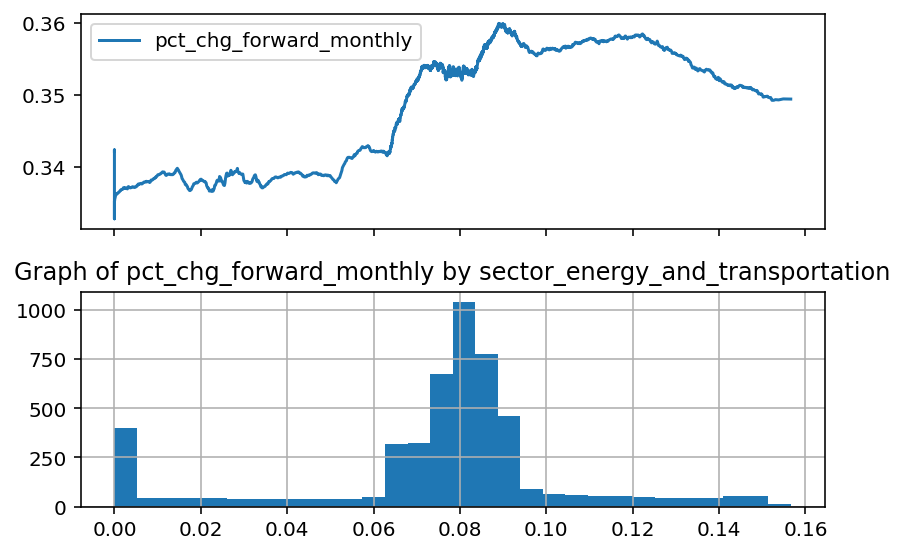 0.36
pct_chg_forward_monthly
0.35
0.34
Graph of pct_chg_forward_monthly by sector_energy_and_transportation
1000
750
500
250
0
0.00 0.02 0.04 0.06 0.08 0.10 0.12 0.14 0.16